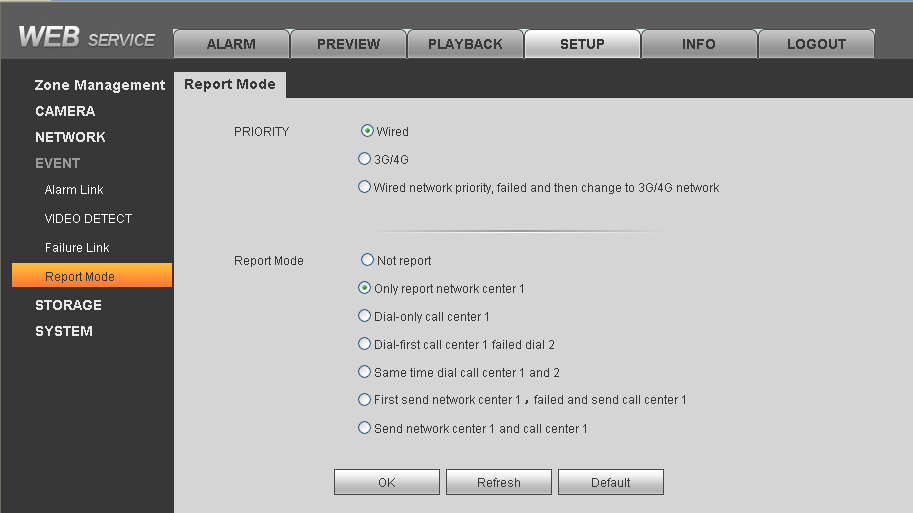 WEB SERVICE
ALARM PREVIEW PLAYBACK SETUP INFO LOGOUT
Zone Management
CAMERA
NETWORK
EVENT
Alarm Link
VIDEO DETECT
Failure Link
Report Mode
STORAGE
SYSTEM
Report Mode
PRIORITY Wired
3G/4G
Wired network priority, failed and then change to 3G/4G network
Report Mode Not report
Only report network center 1
Dial-only call center 1
Dial-first call center 1 failed dial 2
Same time dial call center 1 and 2
First send network center 1，failed and send call center 1
Send network center 1 and call center 1
OK Refresh Default